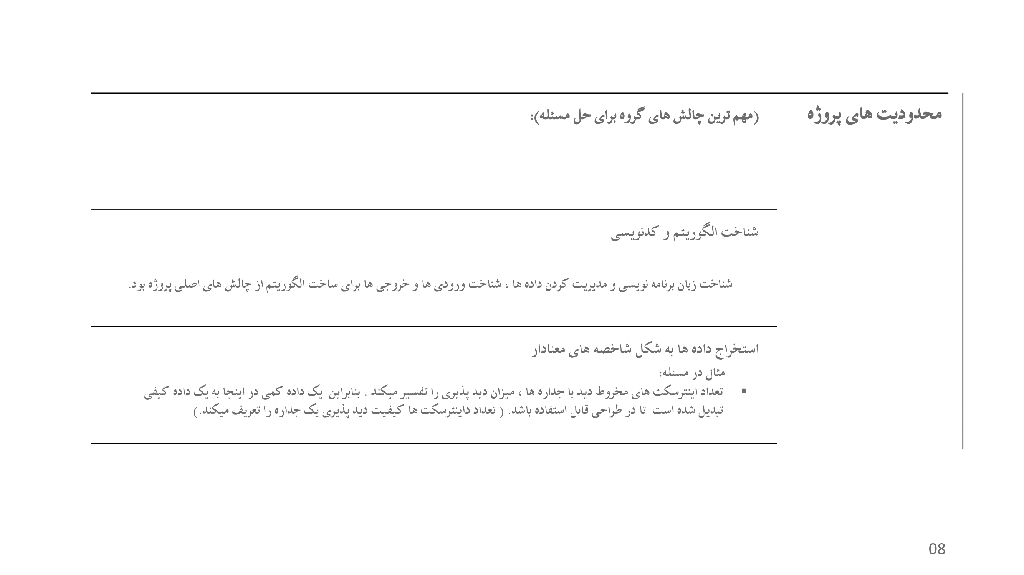 محدودیت های پروژه
(مهم ترین چالش های گروه برای حل مسئله):
شناخت الگوریتم و کدنویسی
شناخت زبان برنامه نویسی و مدیریت کردن داده ها ، شناخت ورودی ها و خروجی ها برای ساخت الگوریتم از چالش های اصلی پروژه بود.
استخراج داده ها به شکل شاخصه های معنادار
مثال در مسئله:
▪ تعداد اینترسکت های مخروط دید با جداره ها ، میزان دید پذیری را تفسیر میکند . بنابراین یک داده کمی در اینجا به یک داده کیفی
تبدیل شده است تا در طراحی قابل استفاده باشد. ( تعداد داینترسکت ها کیفیت دید پذیری یک جداره را تعریف میکند.)
08